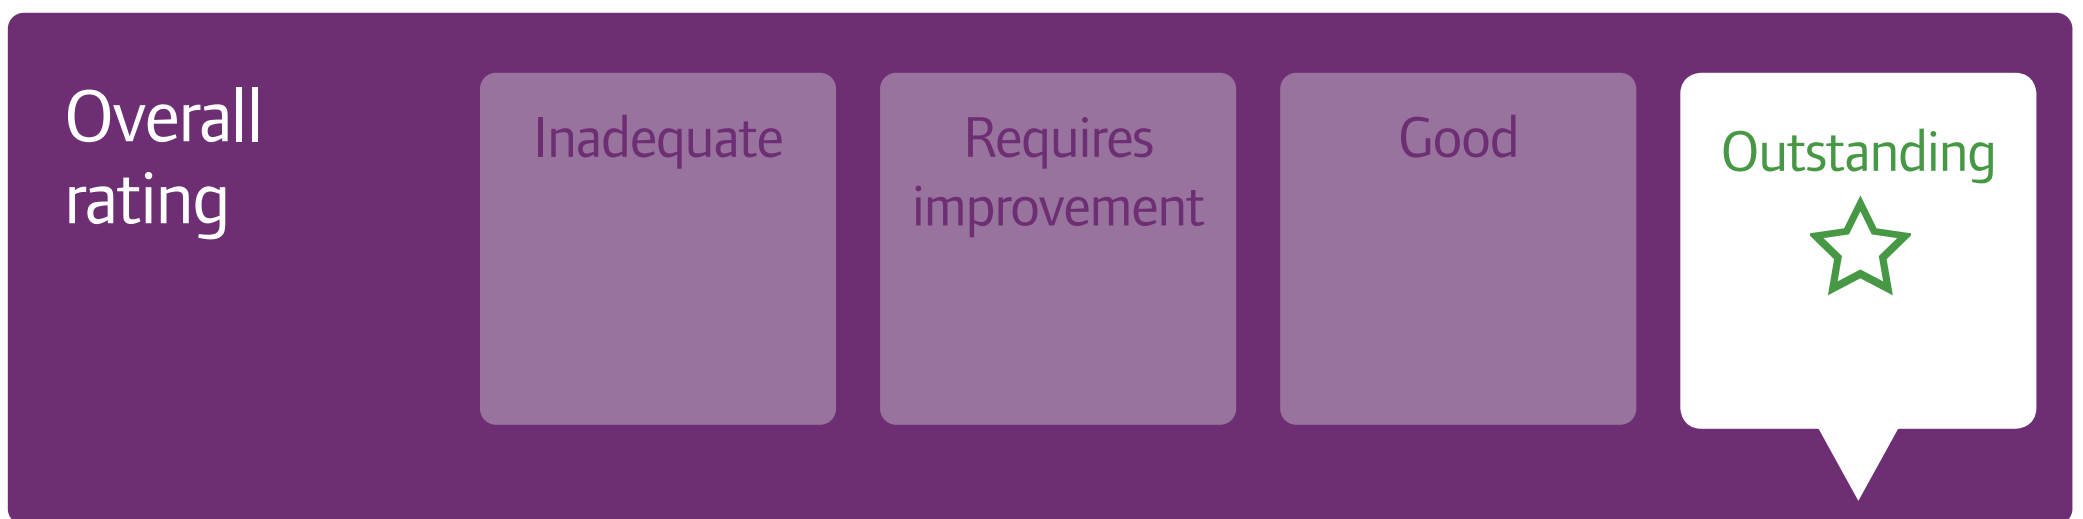 Overall
rating
Inadequate
Requires
improvement
Good
Outstanding